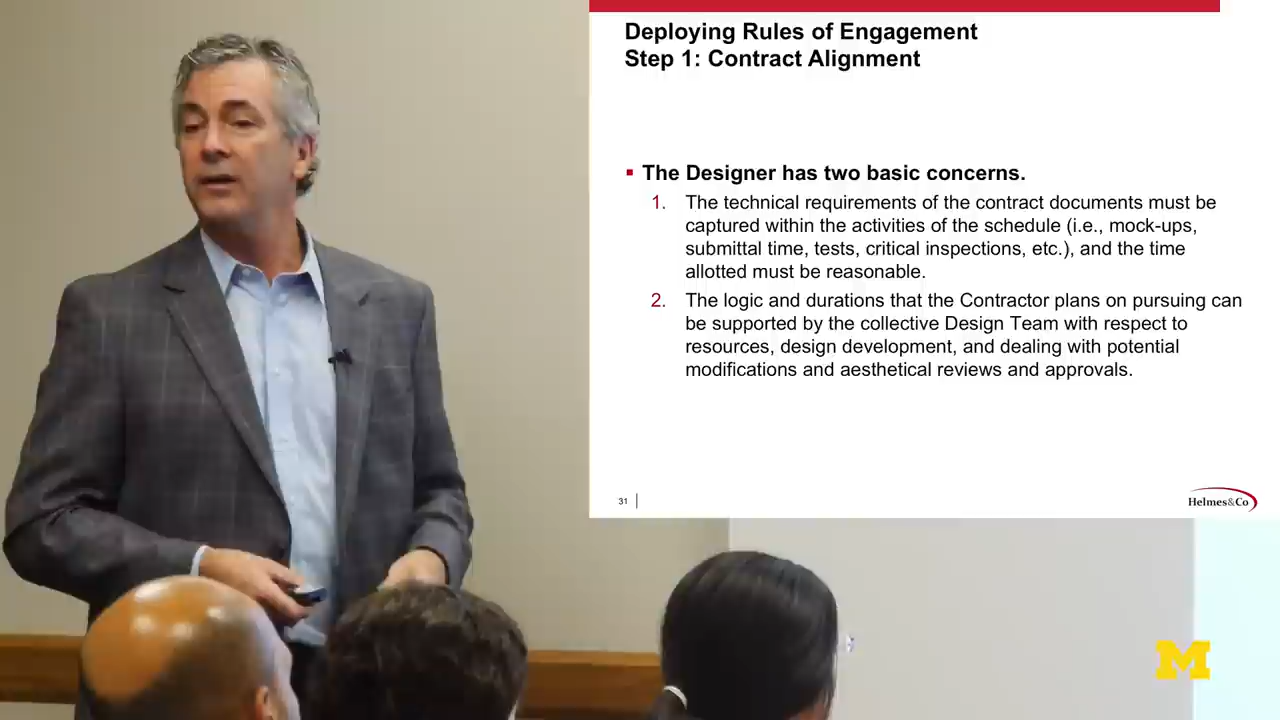 Deploying Rules of Engagement
Step 1: Contract Alignment
▪ The Designer has two basic concerns.
1. The technical requirements of the contract documents must be
captured within the activities of the schedule (i.e., mock-ups,
submittal time, tests, critical inspections, etc.), and the time
allotted must be reasonable.
2. The logic and durations that the Contractor plans on pursuing can
be supported by the collective Design Team with respect to
resources, design development, and dealing with potential
modifications and aesthetical reviews and approvals.
31
Helmes&Co
M